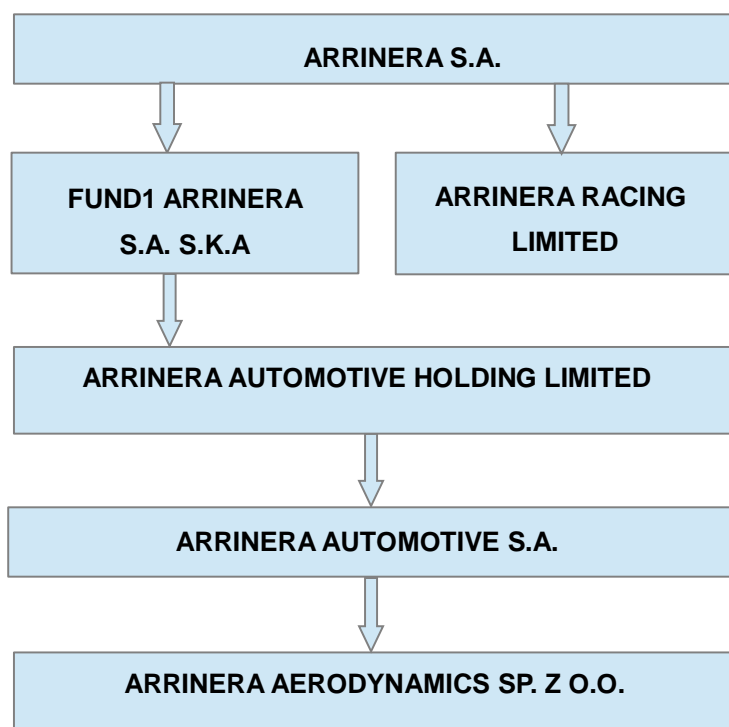 ARRINERA S.A.
FUND1 ARRINERA
S.A. S.K.A
ARRINERA RACING
LIMITED
ARRINERA AUTOMOTIVE HOLDING LIMITED
ARRINERA AUTOMOTIVE S.A.
ARRINERA AERODYNAMICS SP. Z O.O.